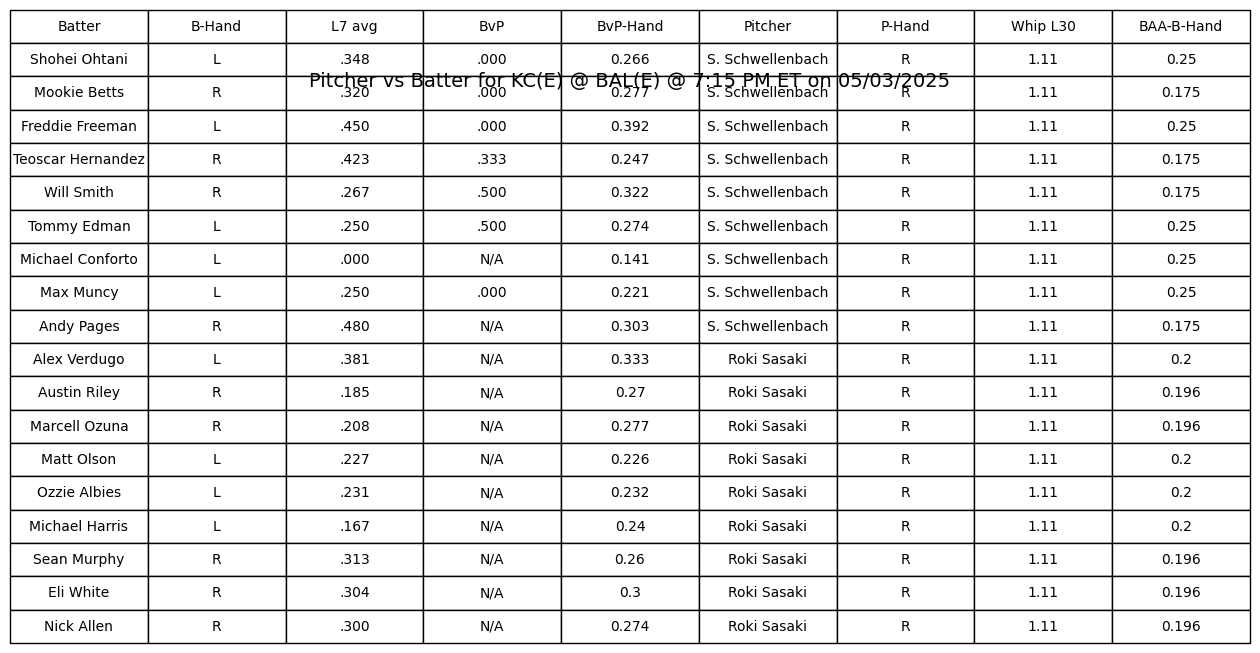 Batter B-Hand L7 avg BvP BvP-Hand Pitcher P-Hand Whip L30 BAA-B-Hand
Shohei Ohtani L .348 .000 0.266 S. Schwellenbach R 1.11 0.25
Pitcher vs Batter for KC(E) @ BAL(E) @ 7:15 PM ET on 05/03/2025
Mookie Betts R .320 .000 0.277 S. Schwellenbach R 1.11 0.175
Freddie Freeman L .450 .000 0.392 S. Schwellenbach R 1.11 0.25
Teoscar Hernandez R .423 .333 0.247 S. Schwellenbach R 1.11 0.175
Will Smith R .267 .500 0.322 S. Schwellenbach R 1.11 0.175
Tommy Edman L .250 .500 0.274 S. Schwellenbach R 1.11 0.25
Michael Conforto L .000 N/A 0.141 S. Schwellenbach R 1.11 0.25
Max Muncy L .250 .000 0.221 S. Schwellenbach R 1.11 0.25
Andy Pages R .480 N/A 0.303 S. Schwellenbach R 1.11 0.175
Alex Verdugo L .381 N/A 0.333 Roki Sasaki R 1.11 0.2
Austin Riley R .185 N/A 0.27 Roki Sasaki R 1.11 0.196
Marcell Ozuna R .208 N/A 0.277 Roki Sasaki R 1.11 0.196
Matt Olson L .227 N/A 0.226 Roki Sasaki R 1.11 0.2
Ozzie Albies L .231 N/A 0.232 Roki Sasaki R 1.11 0.2
Michael Harris L .167 N/A 0.24 Roki Sasaki R 1.11 0.2
Sean Murphy R .313 N/A 0.26 Roki Sasaki R 1.11 0.196
Eli White R .304 N/A 0.3 Roki Sasaki R 1.11 0.196
Nick Allen R .300 N/A 0.274 Roki Sasaki R 1.11 0.196